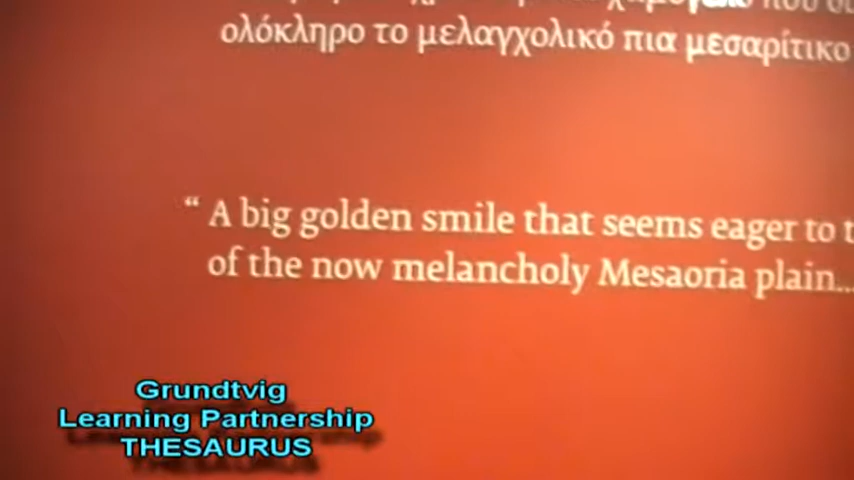 ολόκληρο το μελαγχολικό πια μεσαρίτικο
“ A big golden smile that seems eager to t
of the now melancholy Mesaoria plain...
Grundtvig
Learning Partnership
THESAURUS